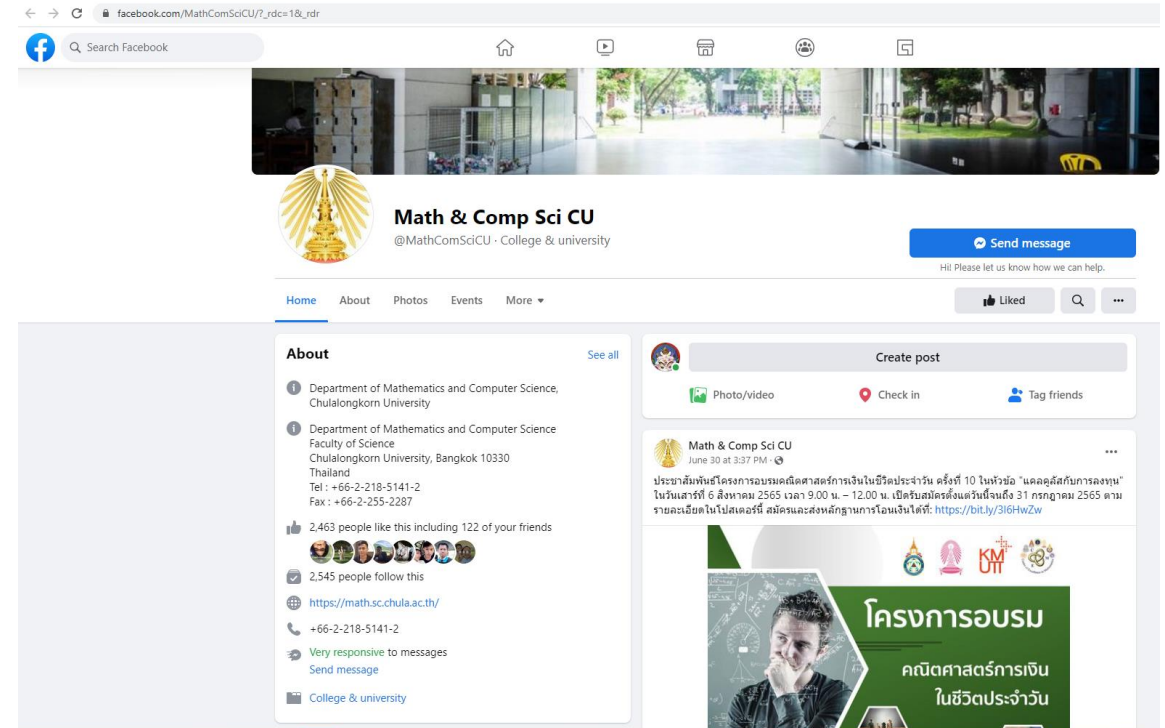 facebook.com/MathComSciCU/?_rdc=1&_rdr
Search Facebook
Math & Comp Sci CU
@MathComSciCU · College & university
Send message
Hi! Please let us know how we can help.
Home About Photos Events More
Liked
About See all
Department of Mathematics and Computer Science,
Chulalongkorn University
Department of Mathematics and Computer Science
Faculty of Science
Chulalongkorn University, Bangkok 10330
Thailand
Tel : +66-2-218-5141-2
Fax : +66-2-255-2287
2,463 people like this including 122 of your friends
2,545 people follow this
https://math.sc.chula.ac.th/
+66-2-218-5141-2
Very responsive to messages
Send message
College & university
Create post
Photo/video Check in Tag friends
Math & Comp Sci CU
June 30 at 3:37 PM ·
ประชาสัมพันธ์โครงการอบรมคณิตศาสตร์การเงินในชีวิตประจำวัน ครั้งที่ 10 ในหัวข้อ "แคลคูลัสกับการลงทุน"
ในวันเสาร์ที่ 6 สิงหาคม 2565 เวลา 9.00 น. – 12.00 น. เปิดรับสมัครตั้งแต่วันนี้จนถึง 31 กรกฎาคม 2565 ตาม
รายละเอียดในโปสเตอร์นี้ สมัครและส่งหลักฐานการโอนเงินได้ที่: https://bit.ly/3I6HwZw
KMUTT
โครงการอบรม
คณิตศาสตร์การเงิน
ในชีวิตประจำวัน